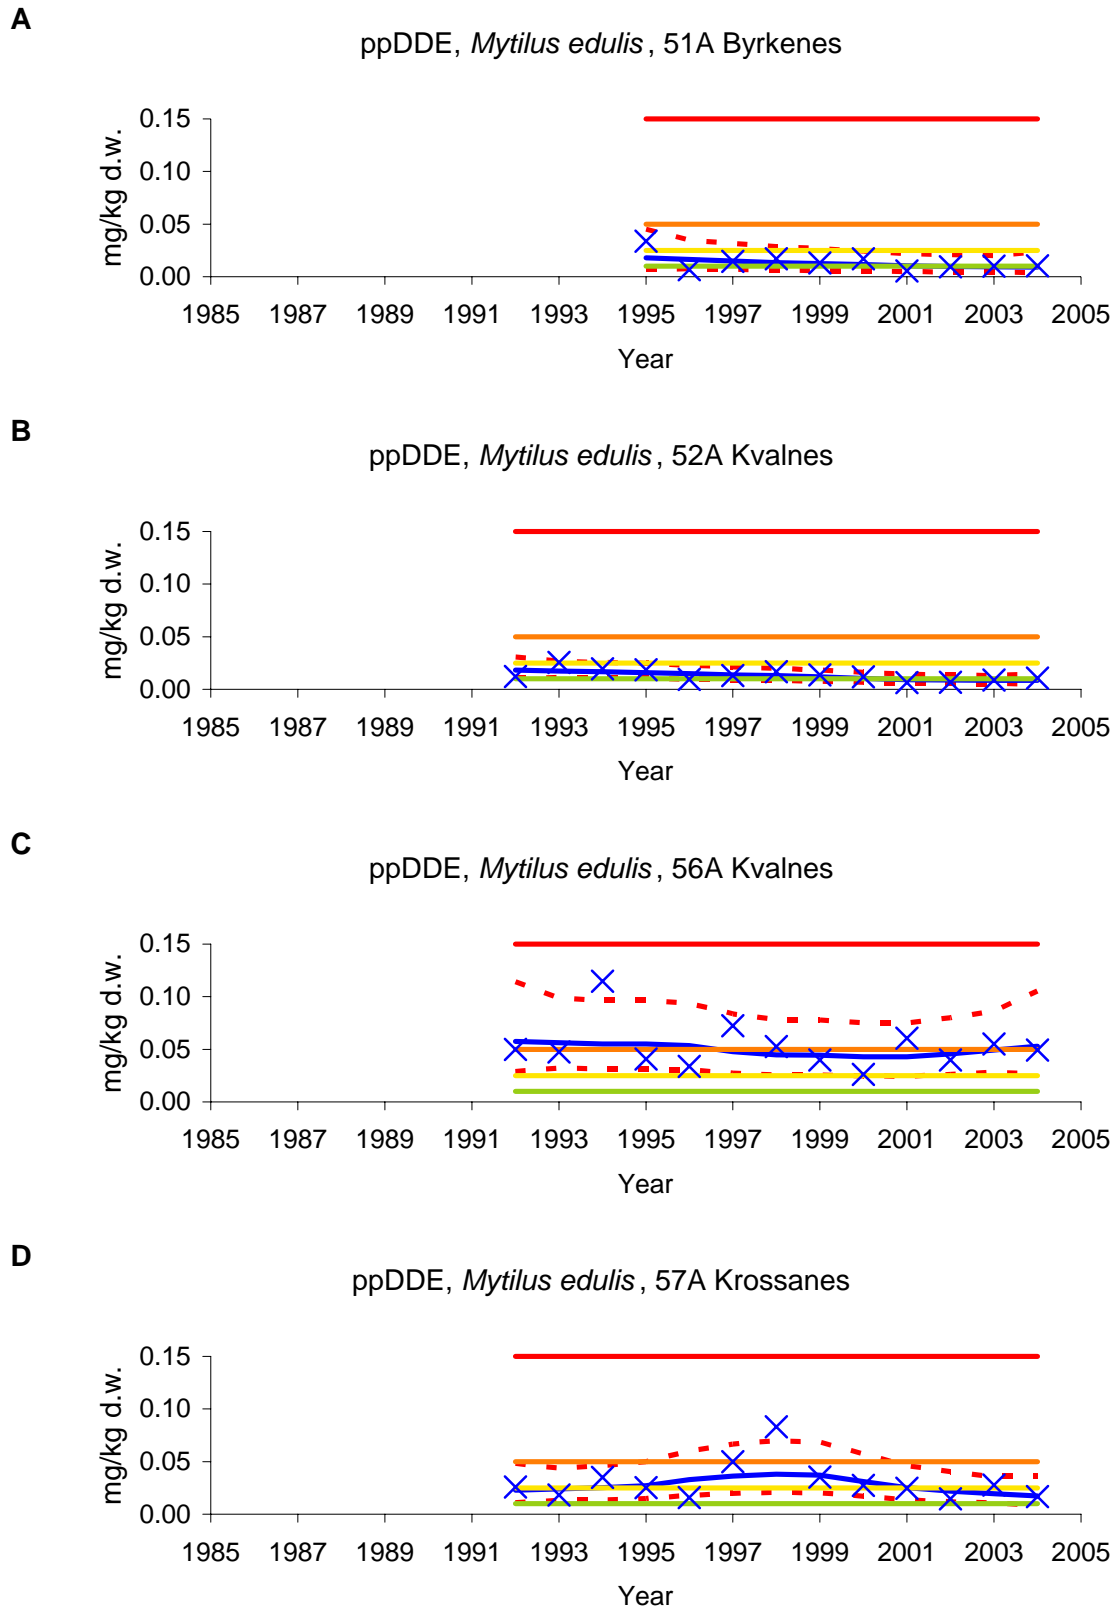 A
ppDDE, Mytilus edulis, 51A Byrkenes
mg/kg d.w.
0.15
0.10
0.05
0.00
1985 1987 1989 1991 1993 1995 1997 1999 2001 2003 2005
Year
B
ppDDE, Mytilus edulis, 52A Kvalnes
mg/kg d.w.
0.15
0.10
0.05
0.00
1985 1987 1989 1991 1993 1995 1997 1999 2001 2003 2005
Year
C
ppDDE, Mytilus edulis, 56A Kvalnes
mg/kg d.w.
0.15
0.10
0.05
0.00
1985 1987 1989 1991 1993 1995 1997 1999 2001 2003 2005
Year
D
ppDDE, Mytilus edulis, 57A Krossanes
mg/kg d.w.
0.15
0.10
0.05
0.00
1985 1987 1989 1991 1993 1995 1997 1999 2001 2003 2005
Year